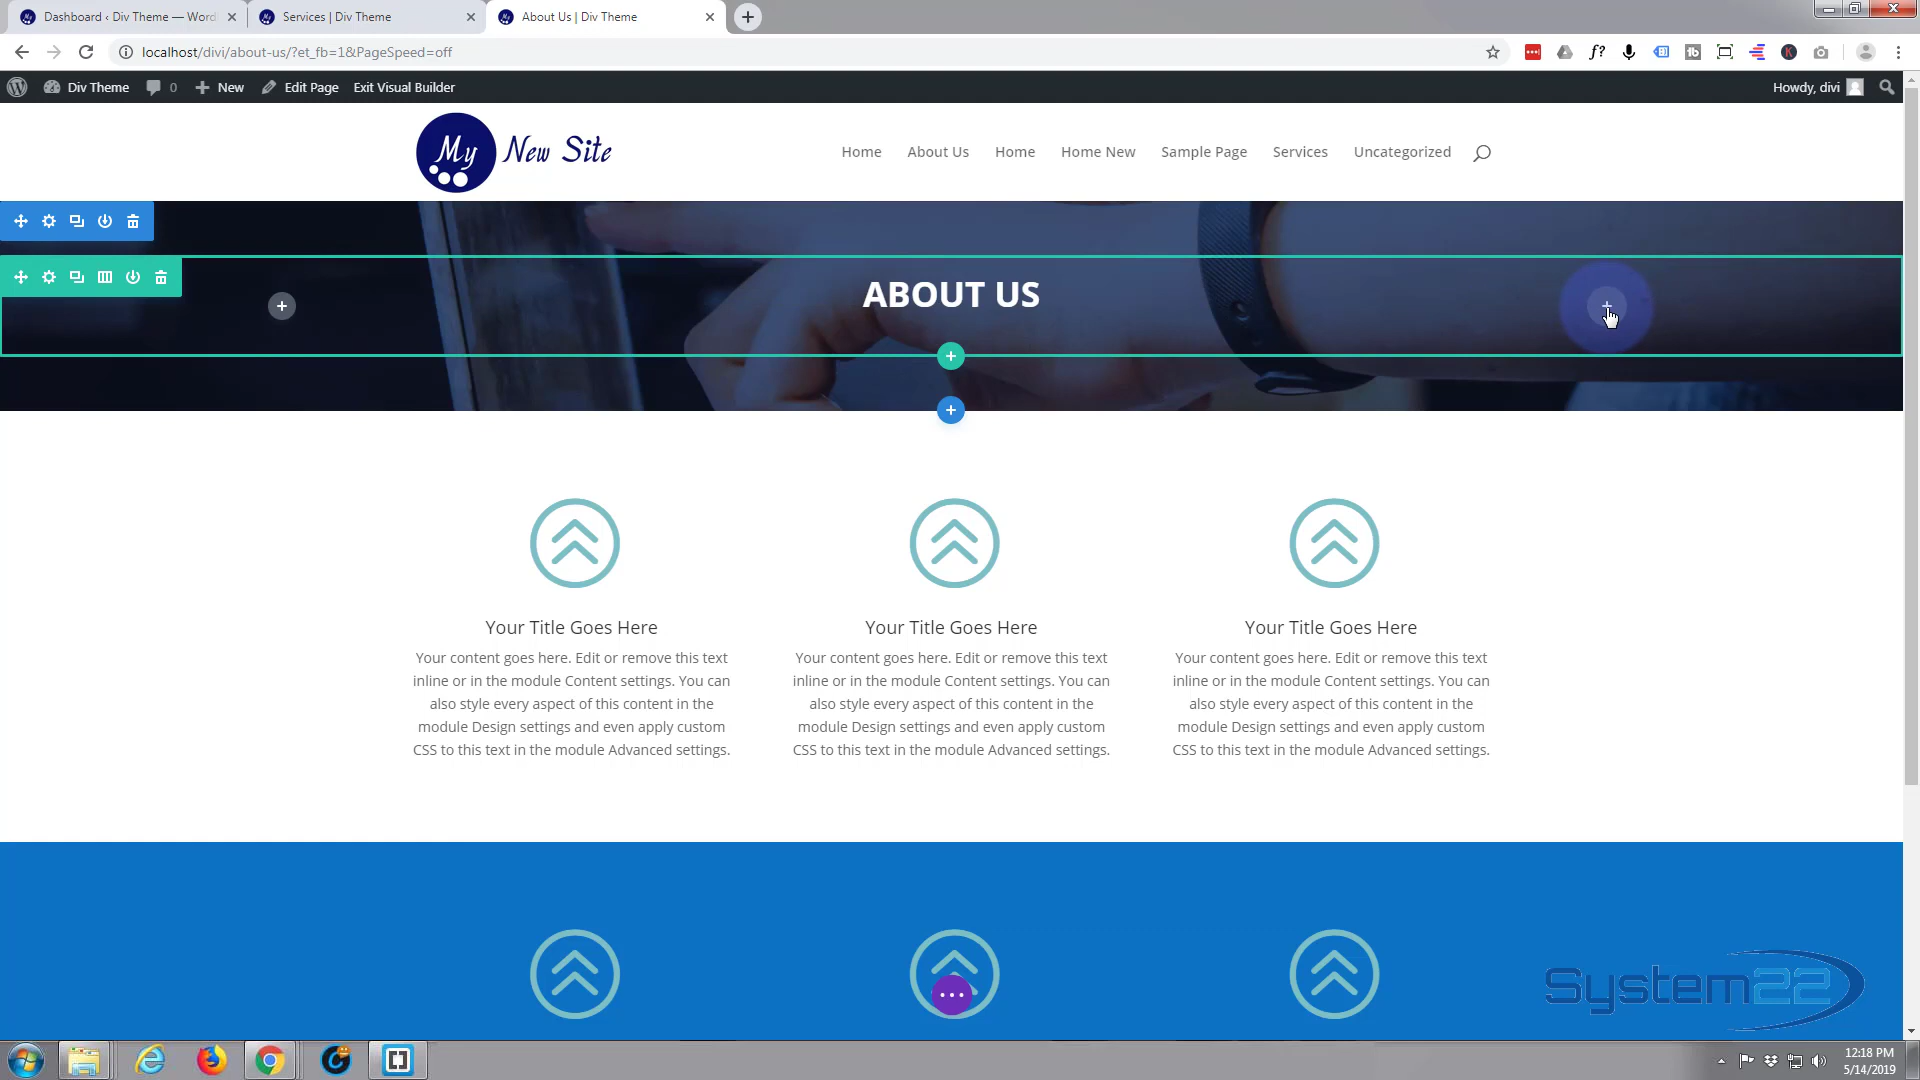 Dashboard ‹ Div Theme — Word
Services | Div Theme
About Us | Div Theme
localhost/divi/about-us/?et_fb=1&PageSpeed=off
Div Theme
0
New
Edit Page
Exit Visual Builder
Howdy, divi
My New Site
Home
About Us
Home
Home New
Sample Page
Services
Uncategorized
ABOUT US
Your Title Goes Here
Your content goes here. Edit or remove this text
inline or in the module Content settings. You can
also style every aspect of this content in the
module Design settings and even apply custom
CSS to this text in the module Advanced settings.
Your Title Goes Here
Your content goes here. Edit or remove this text
inline or in the module Content settings. You can
also style every aspect of this content in the
module Design settings and even apply custom
CSS to this text in the module Advanced settings.
Your Title Goes Here
Your content goes here. Edit or remove this text
inline or in the module Content settings. You can
also style every aspect of this content in the
module Design settings and even apply custom
CSS to this text in the module Advanced settings.
System22
12:18 PM
5/14/2019